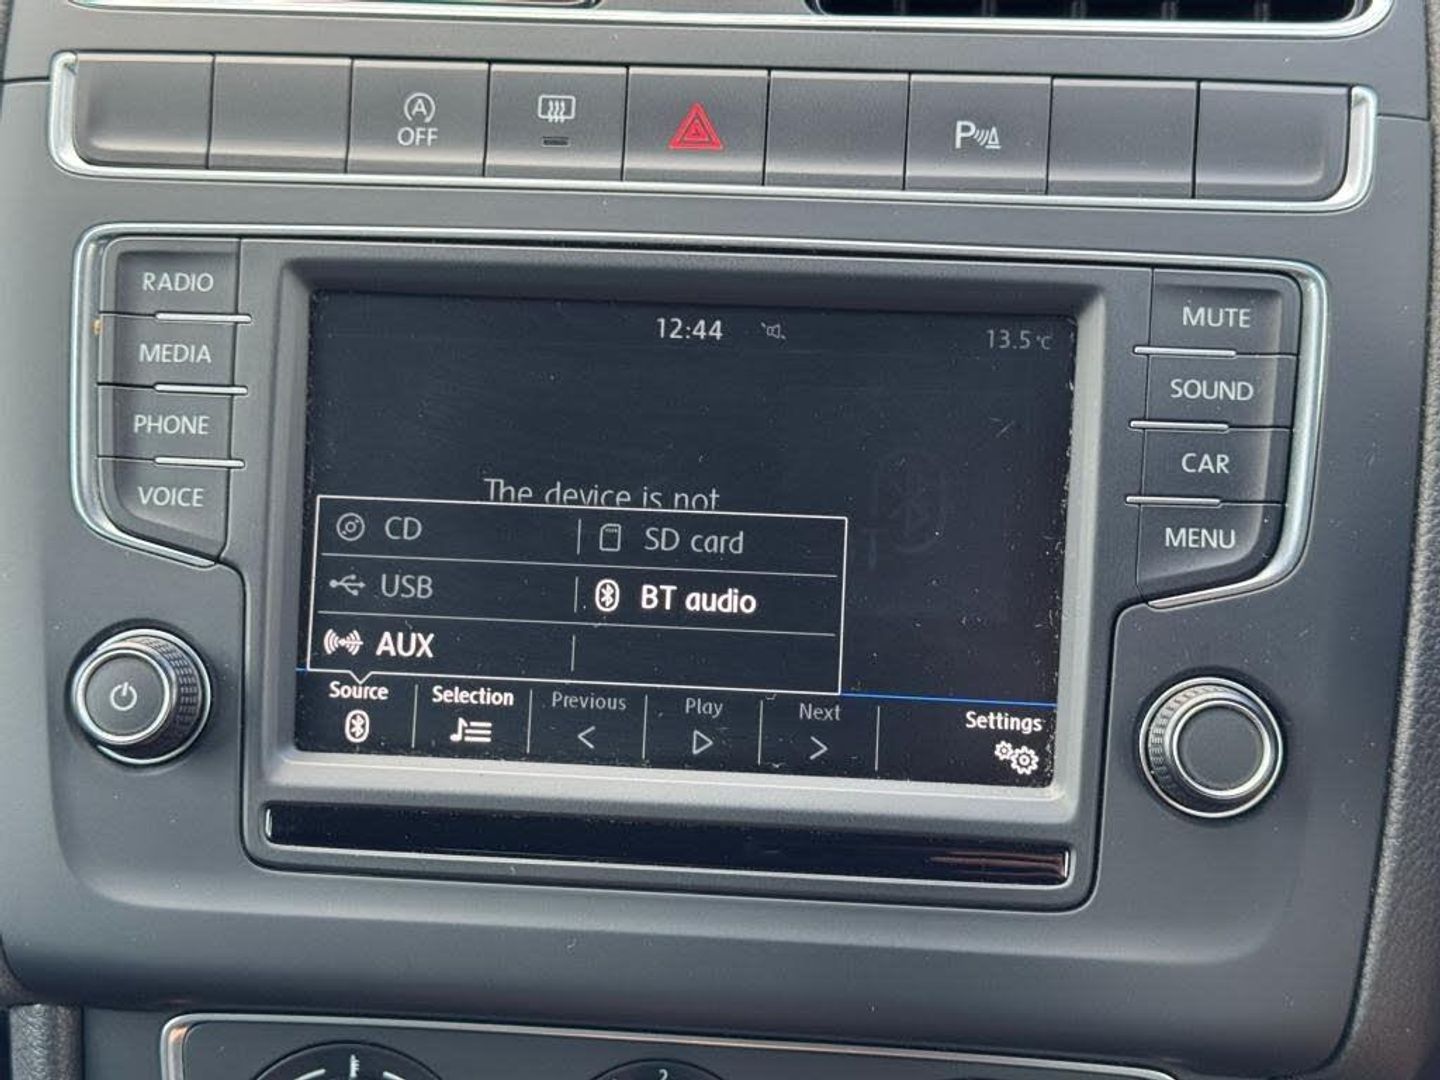 A
OFF
P
RADIO
MEDIA
PHONE
VOICE
12:44
13.5 °C
The device is not
CD
SD card
USB
BT audio
AUX
Source
Selection
Previous
Play
Next
Settings
MUTE
SOUND
CAR
MENU
2